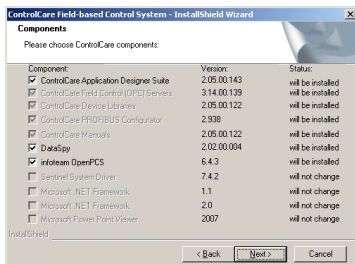 ControlCare Field-based Control System - InstallShield Wizard
Components
Please choose ControlCare components:
Component: Version: Status:
ControlCare Application Designer Suite 2.05.00.143 will be installed
ControlCare Field Control (OPC) Servers 3.14.00.139 will be installed
ControlCare Device Libraries 2.05.00.122 will be installed
ControlCare PROFIBUS Configurator 2.938 will be installed
ControlCare Manuals 2.05.00.122 will be installed
DataSpy 2.02.00.004 will be installed
infoteam OpenPCS 6.4.3 will be installed
Sentinel System Driver 7.4.2 will not change
Microsoft .NET Framework 1.1 will not change
Microsoft .NET Framework 2.0 will not change
Microsoft Power Point Viewer 2007 will not change
InstallShield
< Back Next > Cancel